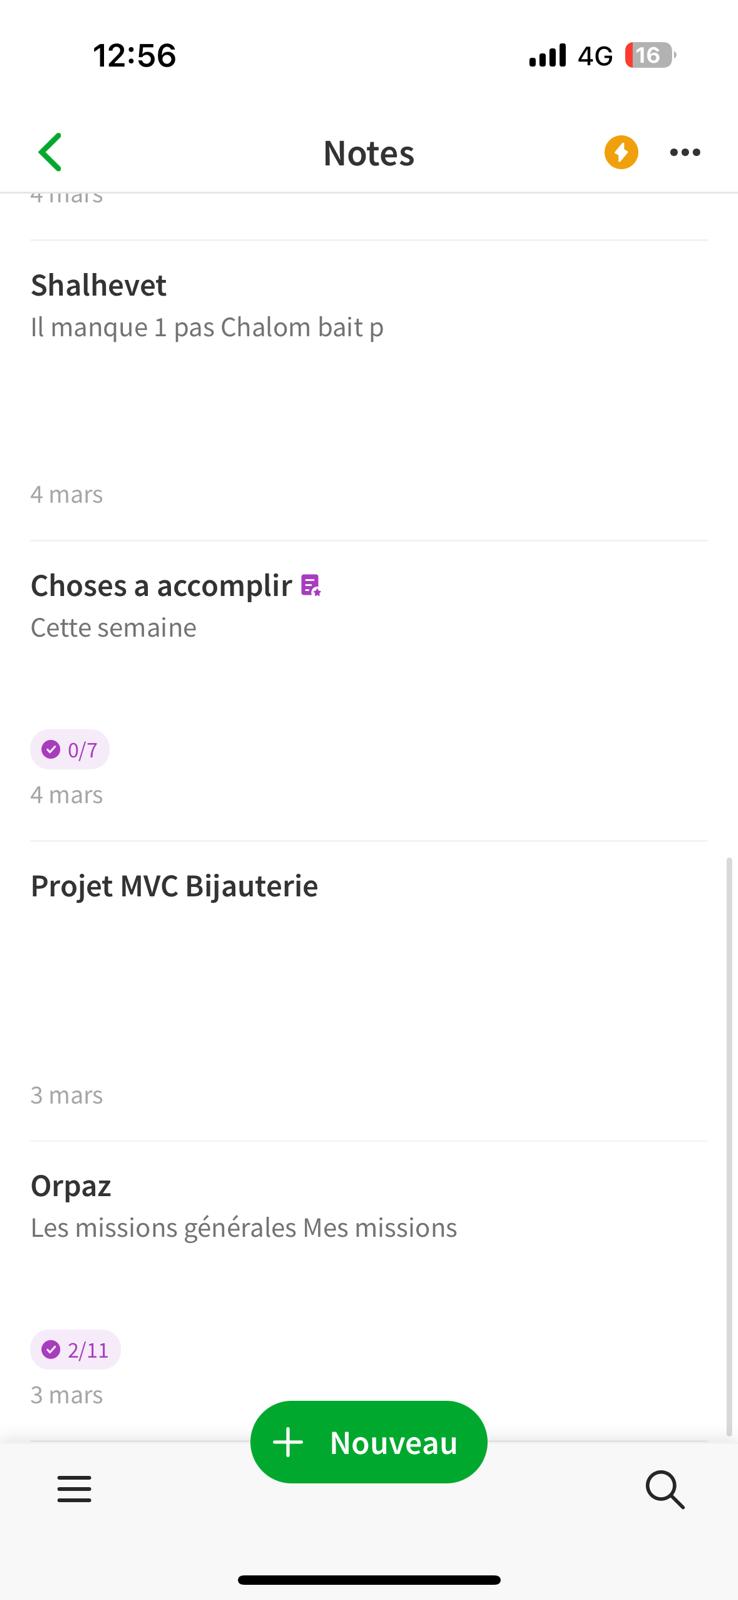 12:56
4G
16
Notes
4 mars
Shalhevet
Il manque 1 pas Chalom bait p
4 mars
Choses a accomplir
Cette semaine
0/7
4 mars
Projet MVC Bijauterie
3 mars
Orpaz
Les missions générales Mes missions
2/11
3 mars
Nouveau